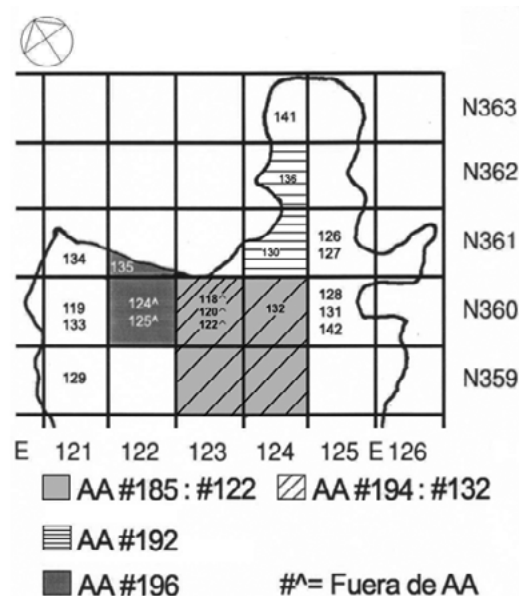 N363
141
N362
136
N361
126
134
130
127
135
N360
118^
128
119
124^
120^
132
131
133
125^
122^
142
N359
129
E 121 122 123 124 125 E 126
AA #185 : #122 AA #194 : #132
AA #192
AA #196 #^= Fuera de AA